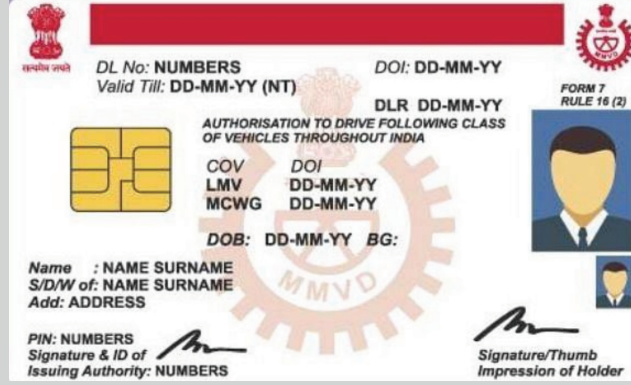 सत्यमेव जयते
DL No: NUMBERS DOI: DD-MM-YY
Valid Till: DD-MM-YY (NT)
FORM 7
RULE 16 (2)
DLR DD-MM-YY
AUTHORISATION TO DRIVE FOLLOWING CLASS
OF VEHICLES THROUGHOUT INDIA
COV DOI
LMV DD-MM-YY
MCWG DD-MM-YY
DOB: DD-MM-YY BG:
MMVD
MMVD
Name : NAME SURNAME
S/D/W of: NAME SURNAME
Add: ADDRESS
PIN: NUMBERS
Signature & ID of
Issuing Authority: NUMBERS
Signature/Thumb
Impression of Holder